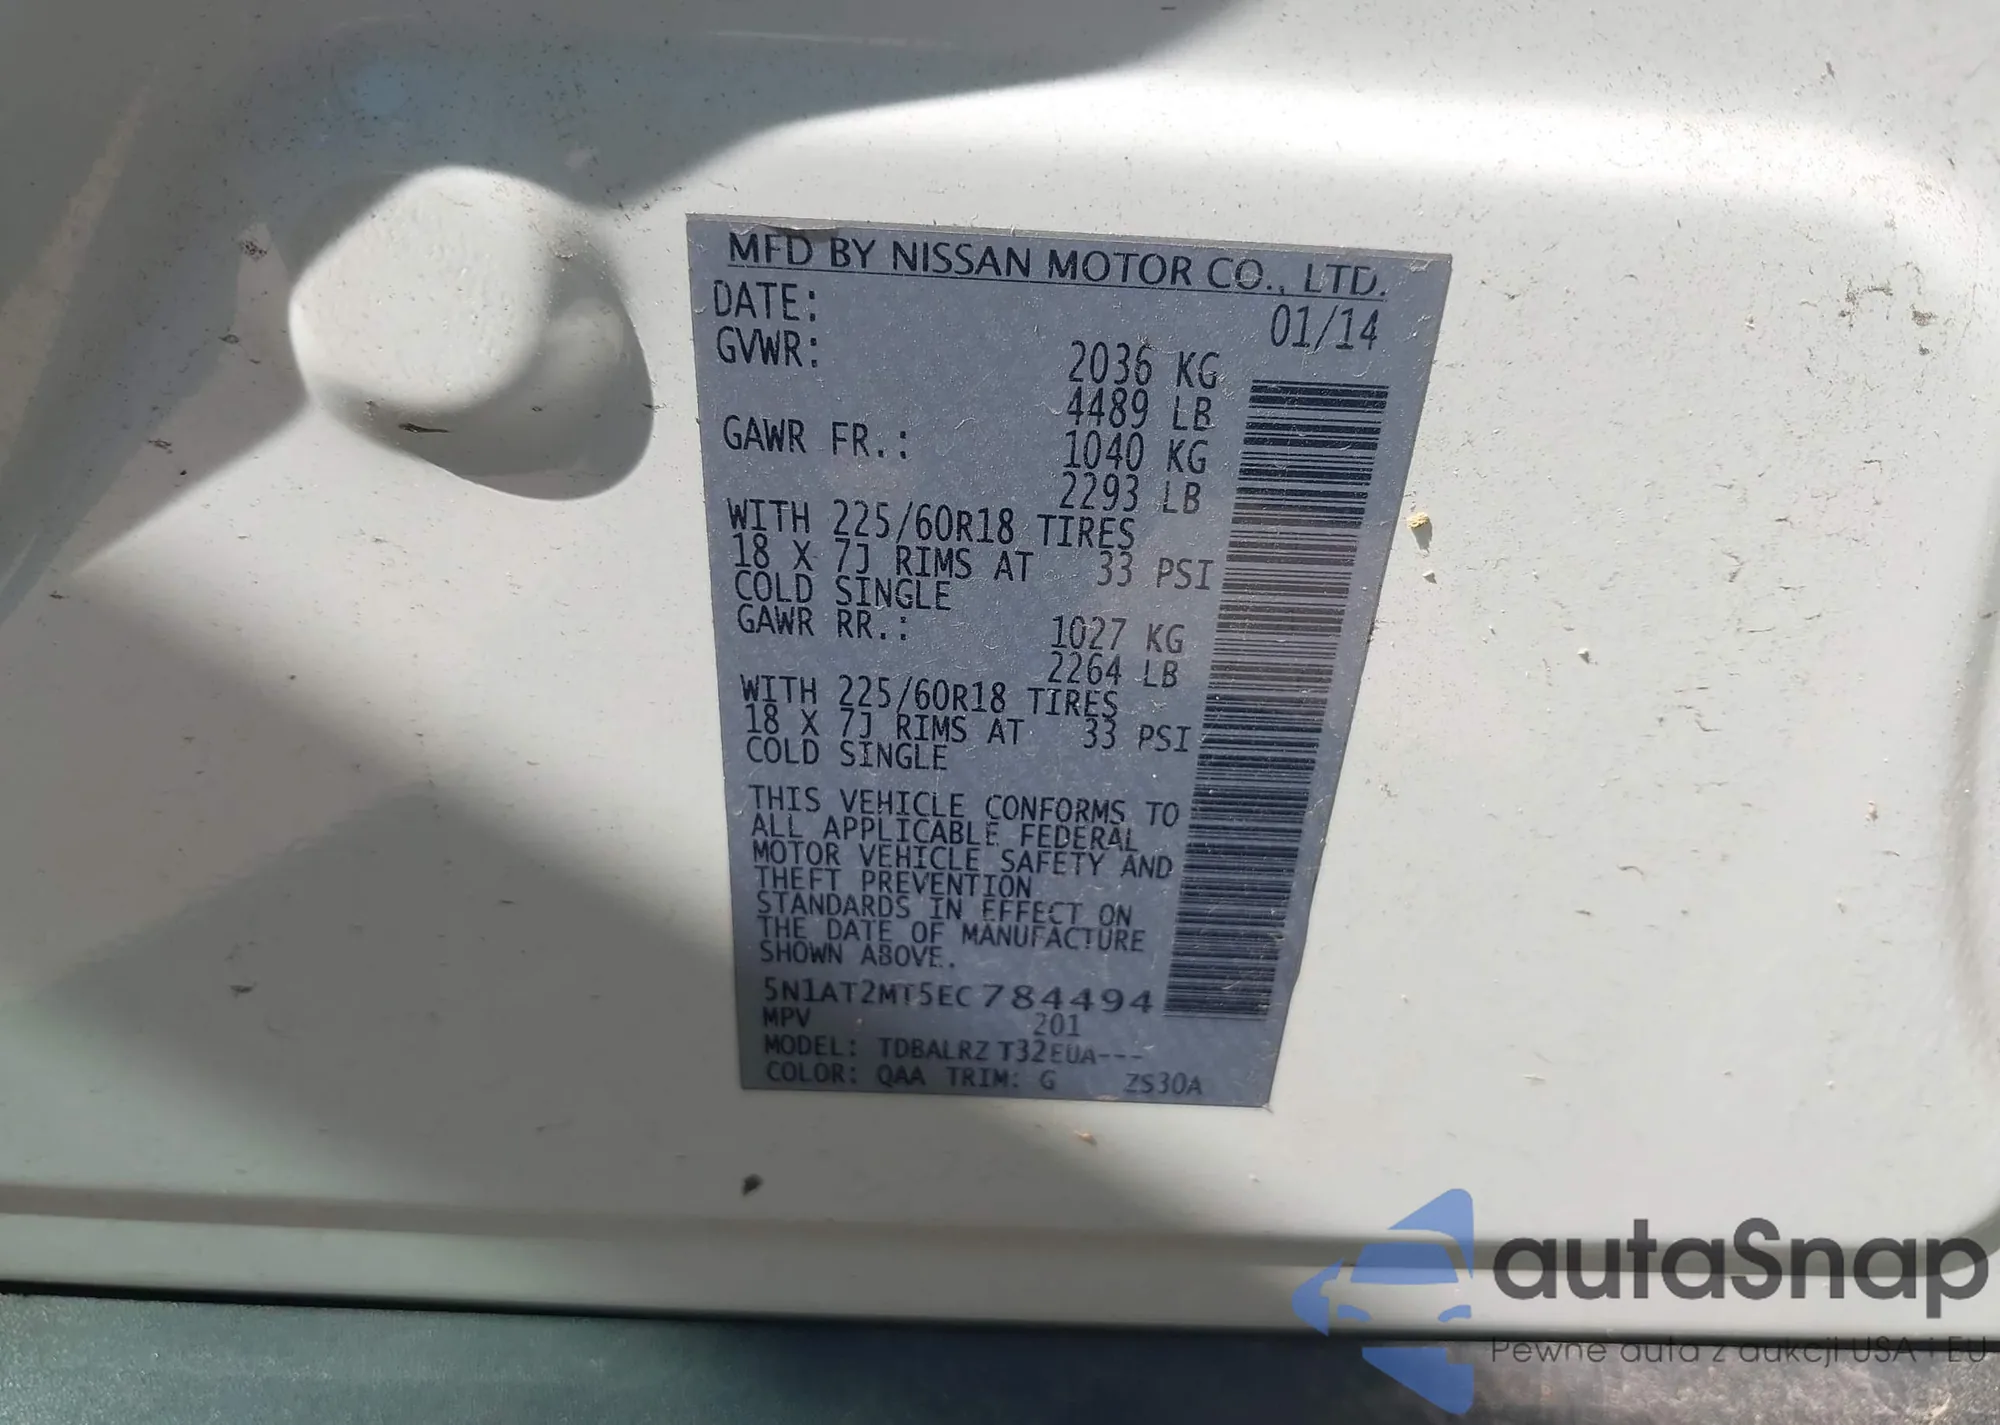 MFD BY NISSAN MOTOR CO., LTD.
DATE: 01/14
GVWR: 2036 KG
4489 LB
GAWR FR.: 1040 KG
2293 LB
WITH 225/60R18 TIRES
18 X 7J RIMS AT 33 PSI
COLD SINGLE
GAWR RR.: 1027 KG
2264 LB
WITH 225/60R18 TIRES
18 X 7J RIMS AT 33 PSI
COLD SINGLE
THIS VEHICLE CONFORMS TO
ALL APPLICABLE FEDERAL
MOTOR VEHICLE SAFETY AND
THEFT PREVENTION
STANDARDS IN EFFECT ON
THE DATE OF MANUFACTURE
SHOWN ABOVE.
5N1AT2MT5EC784494
MPV 201
MODEL: TDBALRZ T32EUA---
COLOR: QAA TRIM: G ZS30A
autaSnap
Pewne auta z aukcji USA i EU